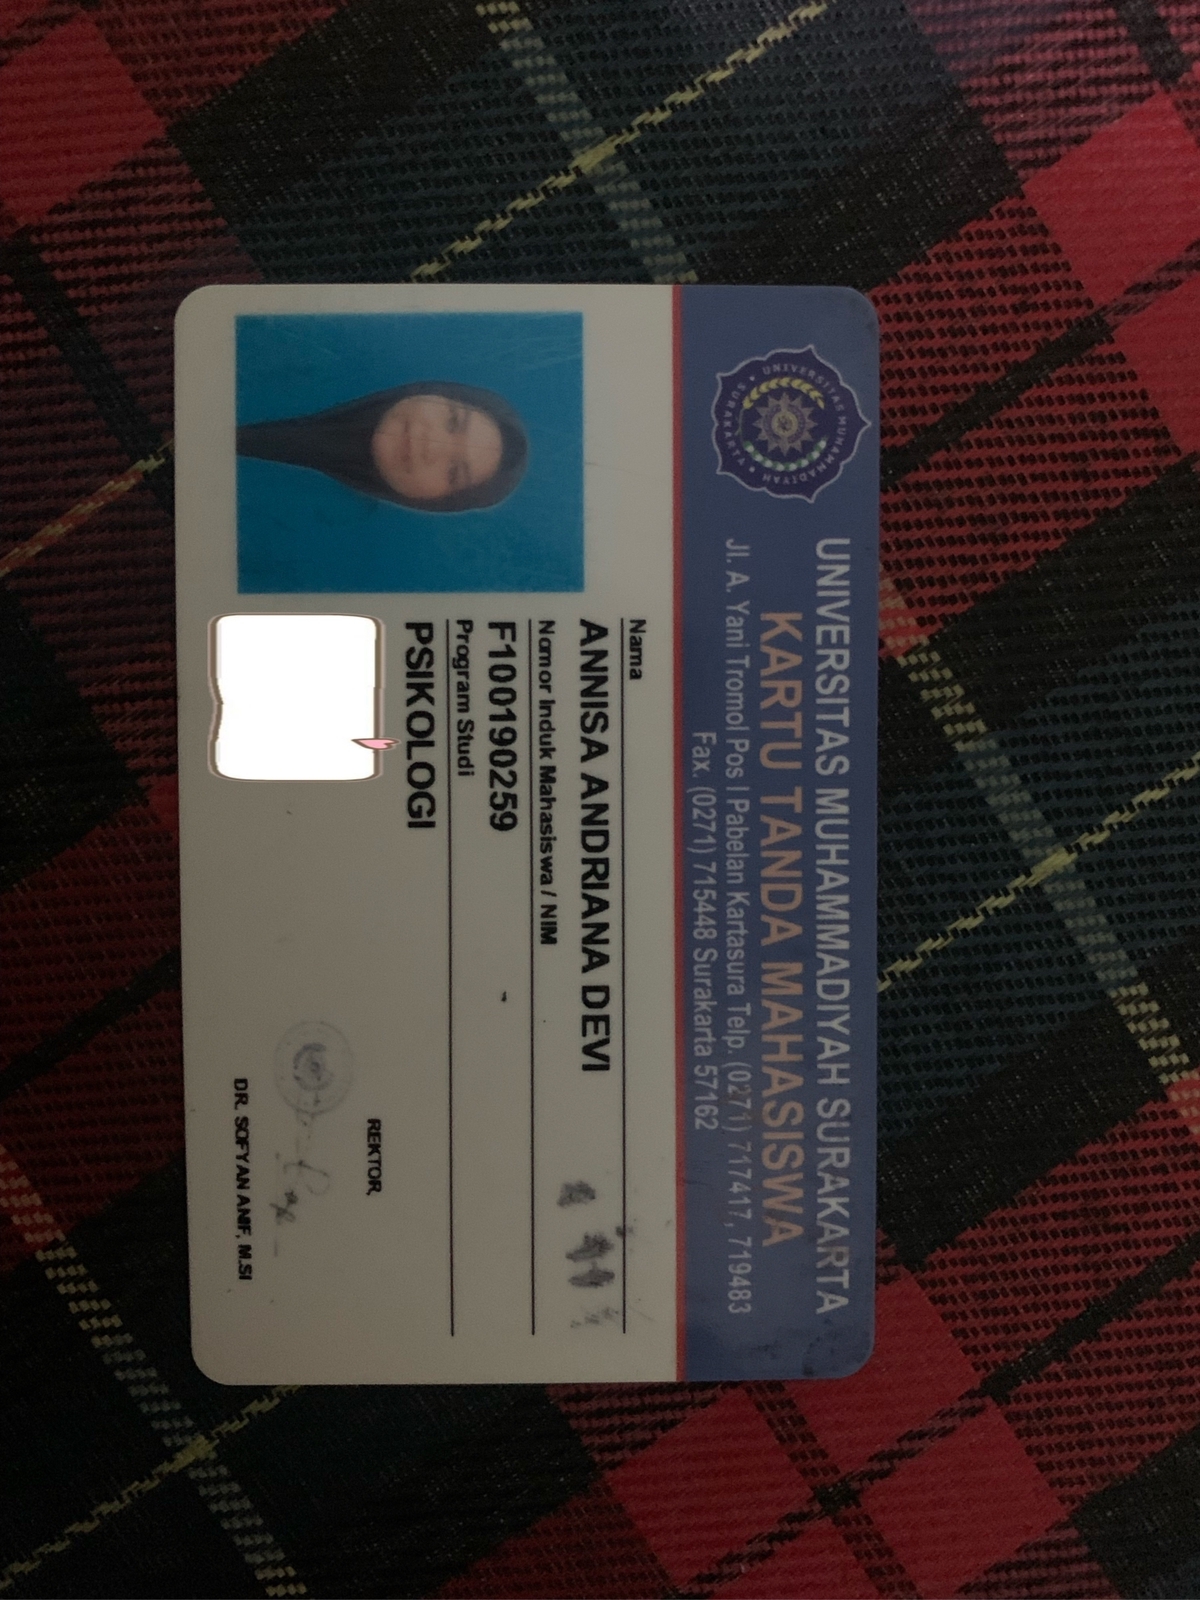 UNIVERSITAS MUHAMMADIYAH SURAKARTA
KARTU TANDA MAHASISWA
Jl. A. Yani Tromol Pos I Pabelan Kartasura Telp. (0271) 717417, 719483
Fax. (0271) 715448 Surakarta 57162
UNIVERSITAS MUHAMMADIYAH
SURAKARTA
Nama
ANNISA ANDRIANA DEVI
Nomor Induk Mahasiswa / NIM
F100190259
Program Studi
PSIKOLOGI
REKTOR,
DR. SOFYAN ANIF, M.SI